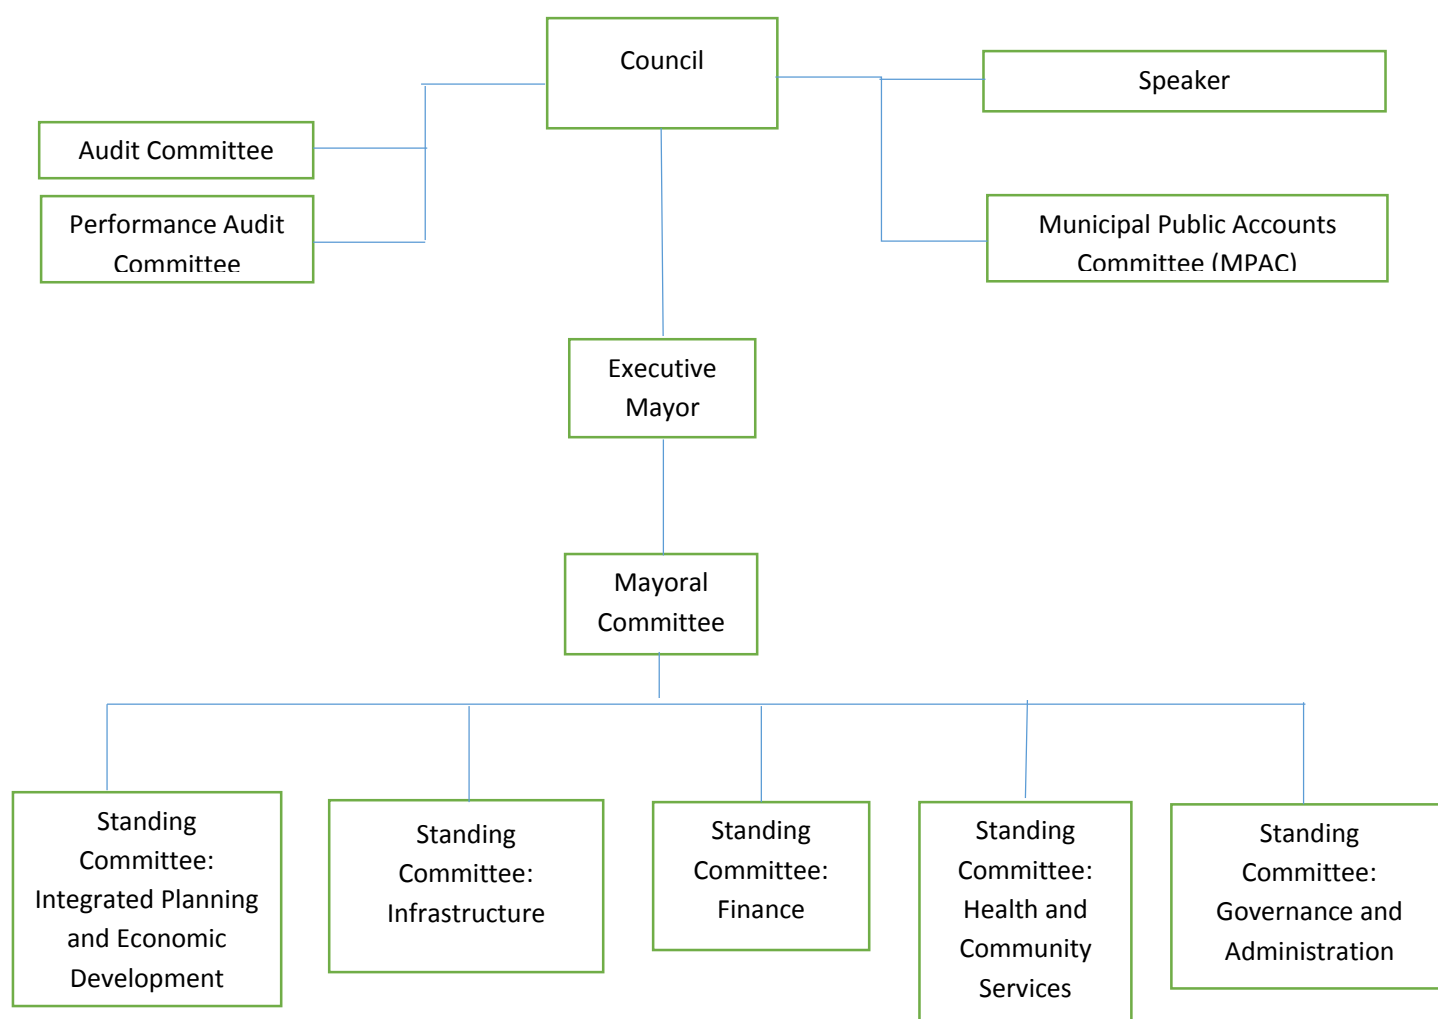 Council
Speaker
Audit Committee
Performance Audit
Committee
Municipal Public Accounts
Committee (MPAC)
Executive
Mayor
Mayoral
Committee
Standing
Committee:
Integrated Planning
and Economic
Development
Standing
Committee:
Infrastructure
Standing
Committee:
Finance
Standing
Committee:
Health and
Community
Services
Standing
Committee:
Governance and
Administration